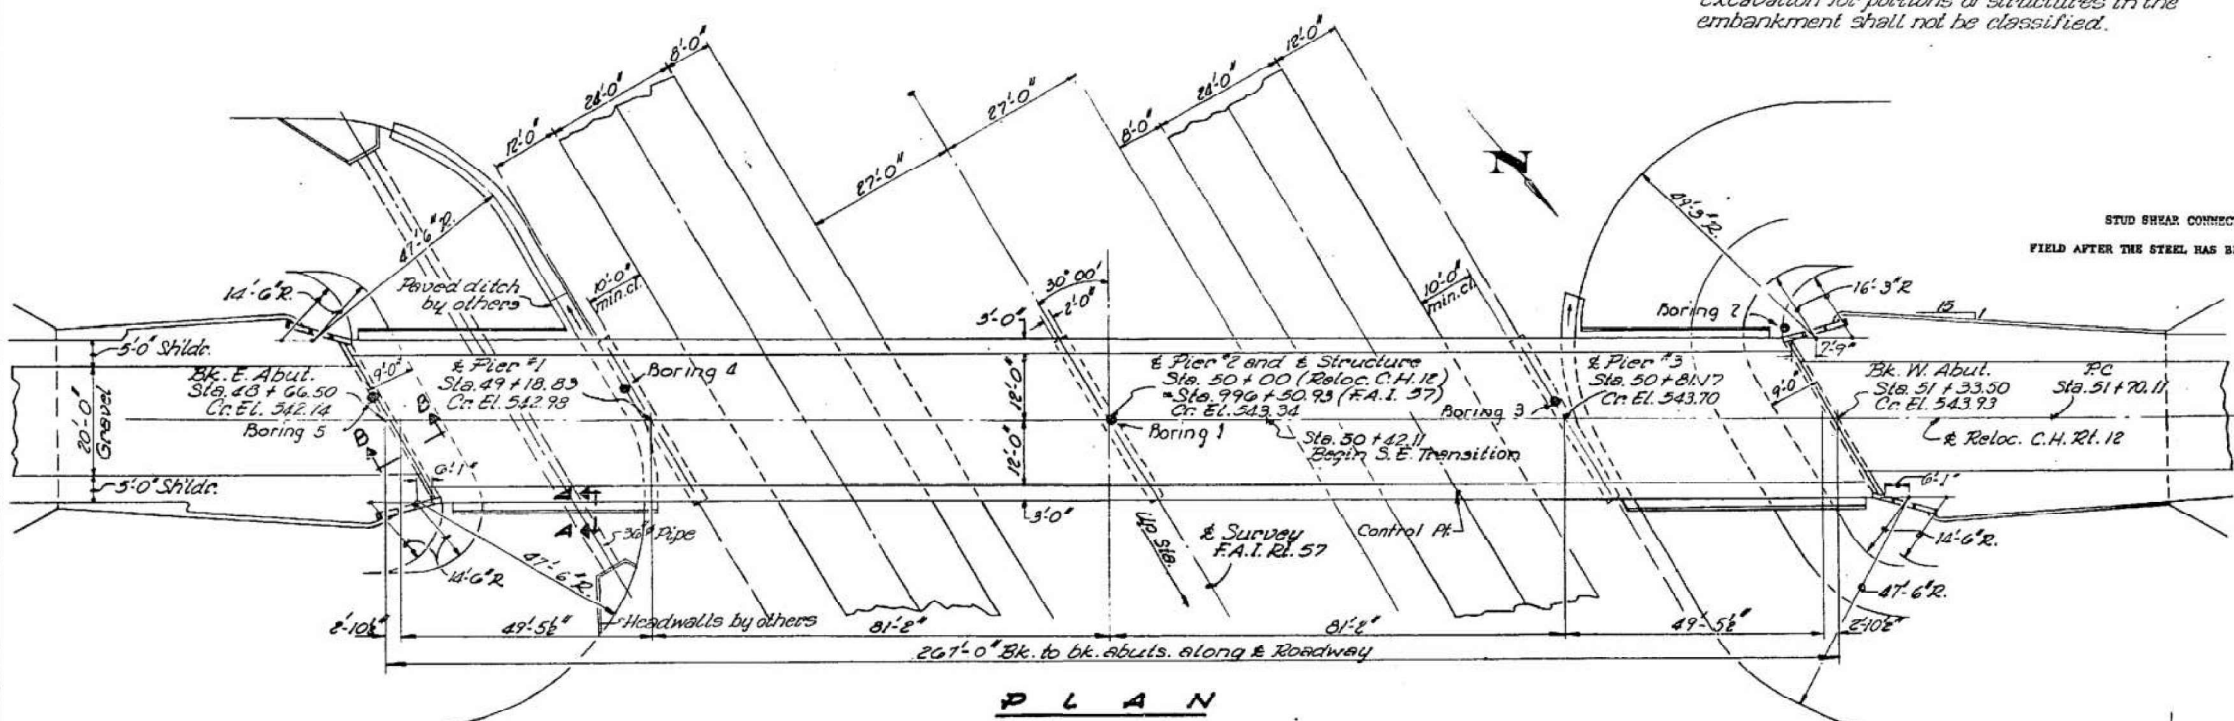 Excavation for portions of structures in the
embankment shall not be classified.
12'-0"
24'-0"
8'-0"
27'-0"
27'-0"
8'-0"
24'-0"
12'-0"
N
STUD SHEAR CONNEC
FIELD AFTER THE STEEL HAS B
47'-6" R.
14'-6" R.
Paved ditch
by others
10'-0"
min. cl.
30° 00'
2'-0"
3'-0"
10'-0"
min. cl.
49'-3" R.
16'-3" R
Boring 2
15
1
2'-9"
5'-0" Shldr.
20'-0"
Gravel
5'-0" Shldr.
Bk. E. Abut.
Sta. 48 + 66.50
Cr. El. 542.74
Boring 5
9'-0"
B
B
6'-1"
℄ Pier #1
Sta. 49 + 18.83
Cr. El. 542.98
Boring 4
12'-0"
12'-0"
3'-0"
℄ Pier #2 and ℄ Structure
Sta. 50 + 00 (Reloc. C.H. 12)
=Sta. 996 + 50.93 (F.A.I. 57)
Cr. El. 543.34
Boring 1
Sta. 50 + 42.11
Begin S.E. Transition
℄ Pier #3
Sta. 50 + 81.17
Cr. El. 543.70
Boring 3
9'-0"
Bk. W. Abut.
Sta. 51 + 33.50
Cr. El. 543.93
P.C.
Sta. 51 + 70.11
℄ Reloc. C.H. Rt. 12
6'-1"
A
A
36"ϕ Pipe
14'-6" R
47'-6" R.
Headwalls by others
Up Sta.
℄ Survey
F.A.I. Rt. 57
Control Pt.
14'-6" R.
47'-6" R.
2'-10½"
49'-5½"
81'-2"
81'-2"
49'-5½"
2'-10½"
267'-0" Bk. to bk. abuts. along ℄ Roadway
PLAN